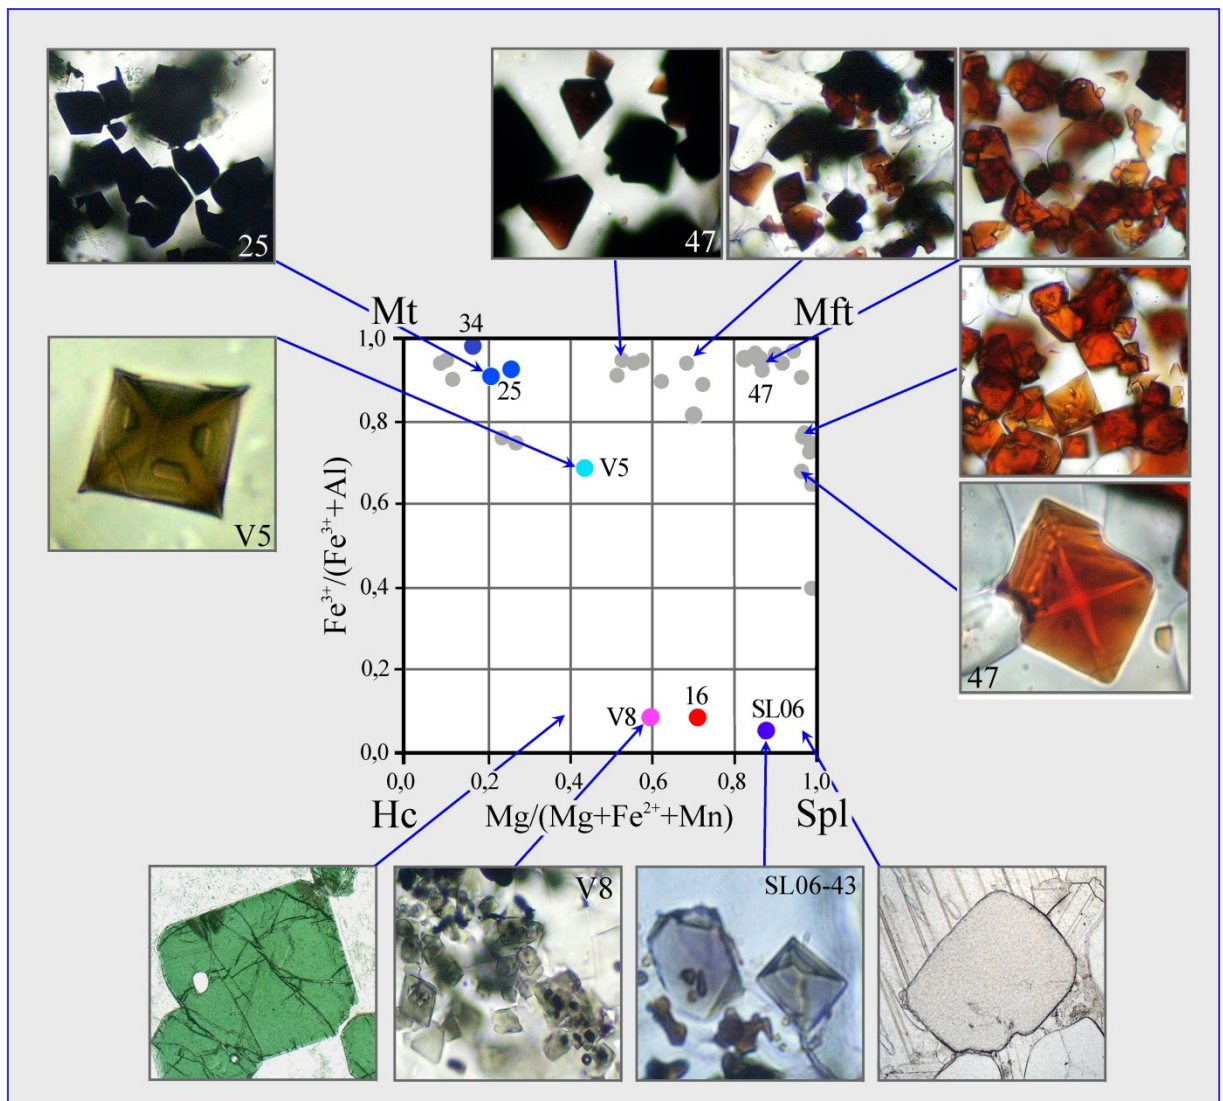 25
47
Mt
Mft
34
1,0
25
47
0,8
V5
V5
0,6
Fe³⁺/(Fe³⁺+Al)
0,4
47
0,2
16
V8
SL06
0,0
0,0
0,2
0,4
0,6
0,8
1,0
Hc
Mg/(Mg+Fe²⁺+Mn)
Spl
V8
SL06-43